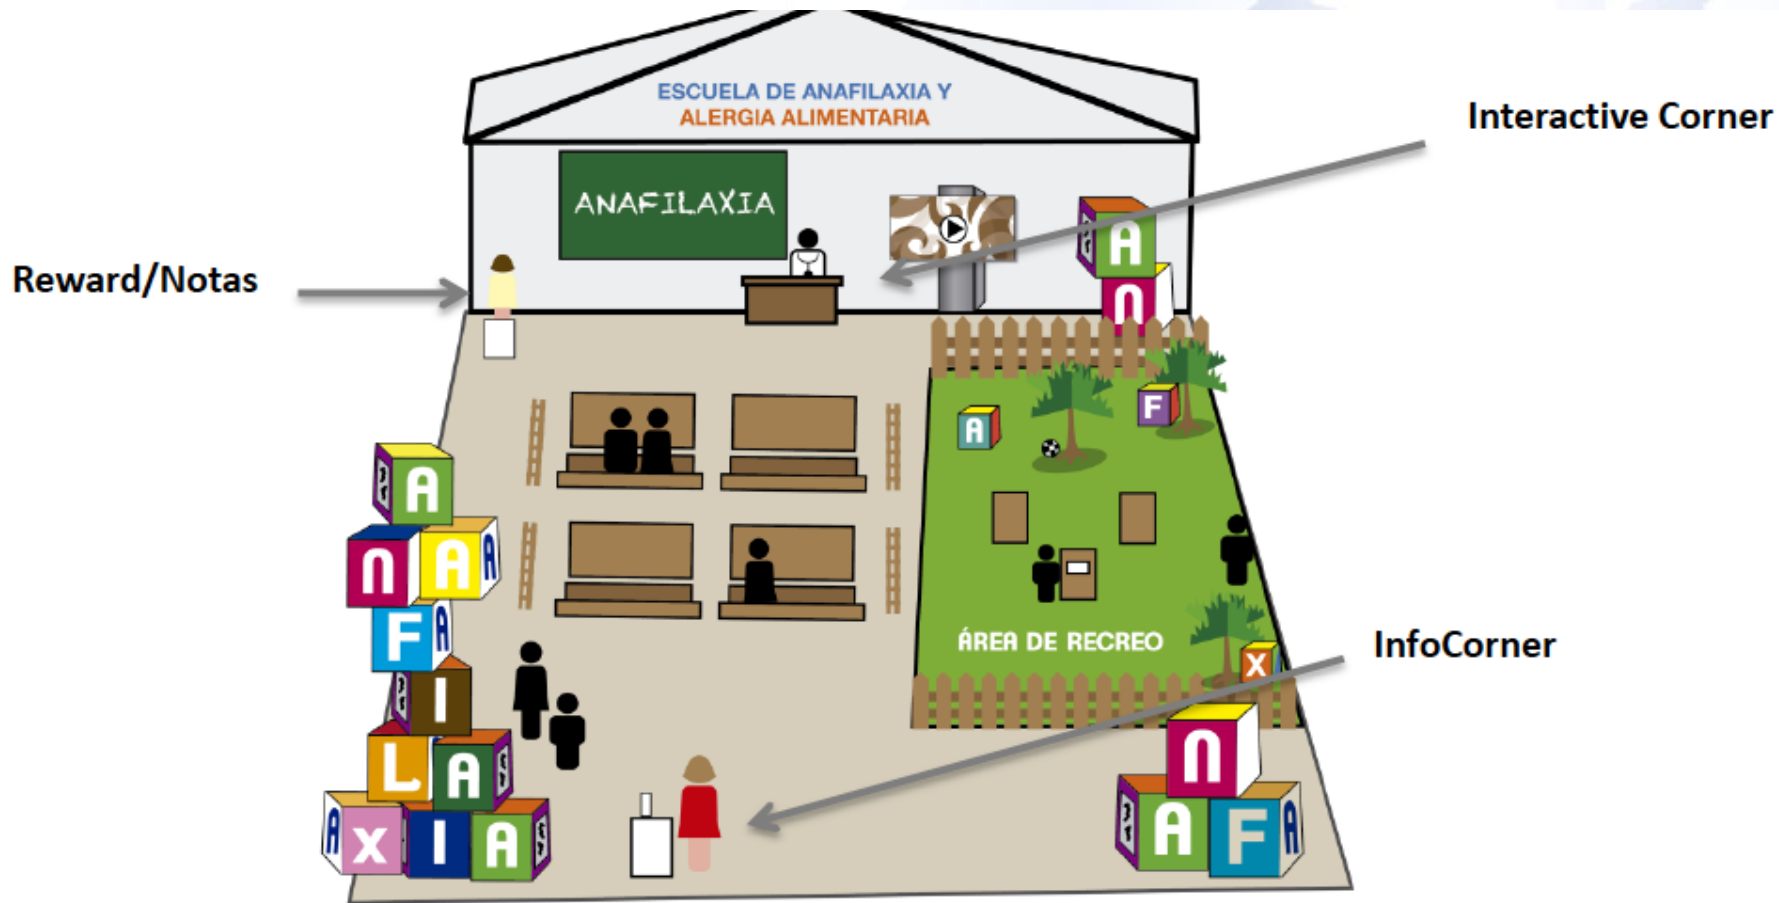 ESCUELA DE ANAFILAXIA Y
ALERGIA ALIMENTARIA
Interactive Corner
ANAFILAXIA
A
N
Reward/Notas
A
F
A
N
A
A
F
A
I
ÁREA DE RECREO
X
InfoCorner
L
A
N
A
X
I
A
A
F
A